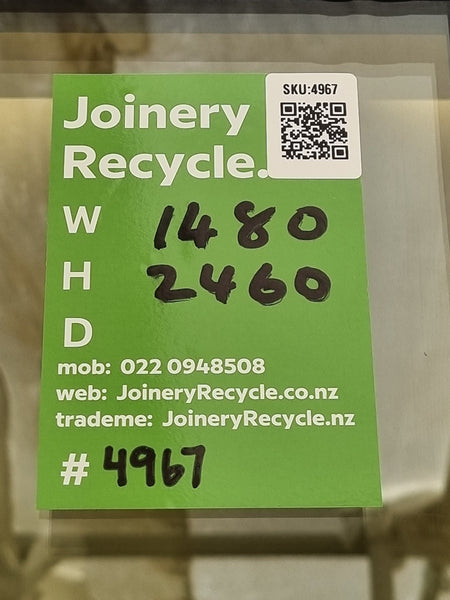 SKU:4967
Joinery
Recycle.
W 1480
H 2460
D
mob: 022 0948508
web: JoineryRecycle.co.nz
trademe: JoineryRecycle.nz
# 4967